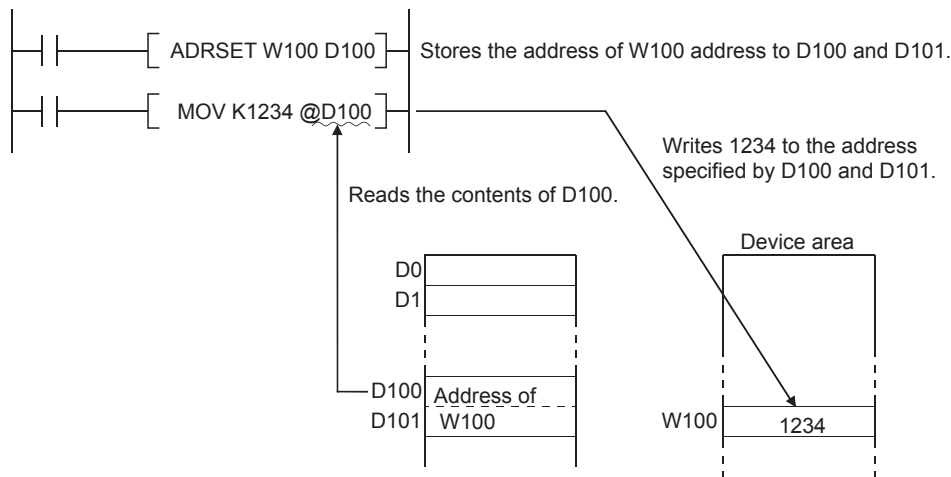 ADRSET W100 D100
Stores the address of W100 address to D100 and D101.
MOV K1234 @D100
Writes 1234 to the address
specified by D100 and D101.
Reads the contents of D100.
Device area
D0
D1
D100
Address of
D101
W100
W100
1234